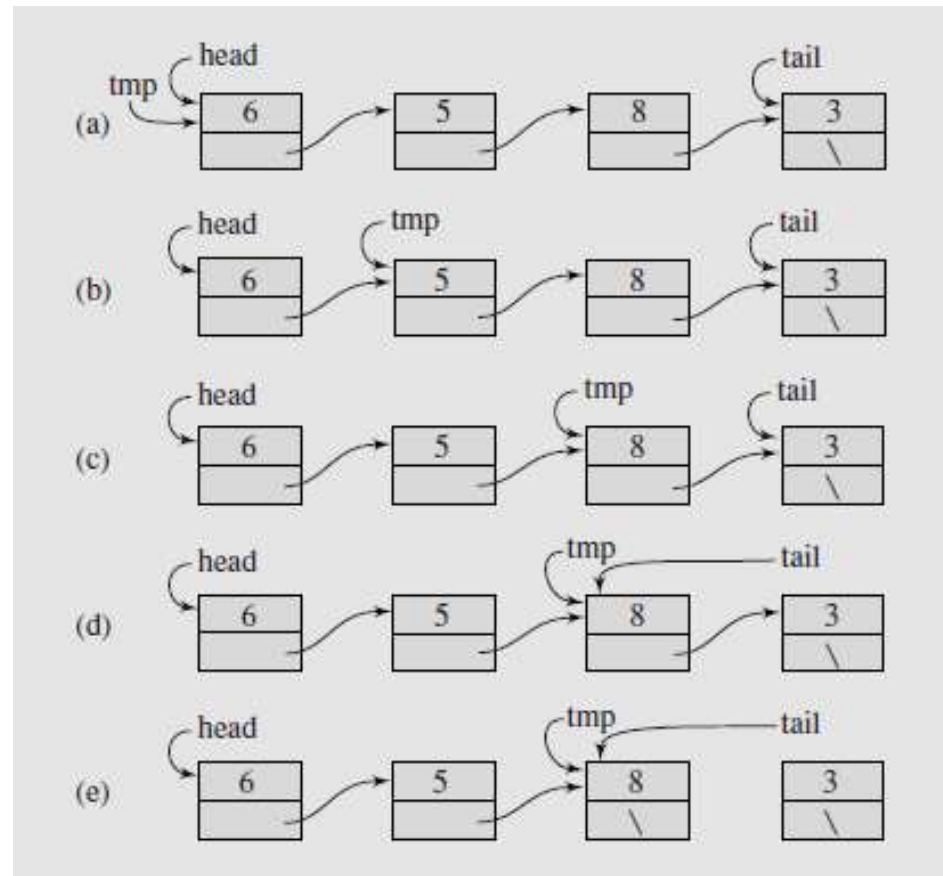 head tail
tmp
(a) 6 5 8 3
\
head tmp tail
(b) 6 5 8 3
\
head tmp tail
(c) 6 5 8 3
\
head tmp tail
(d) 6 5 8 3
\
head tmp tail
(e) 6 5 8 3
\ \